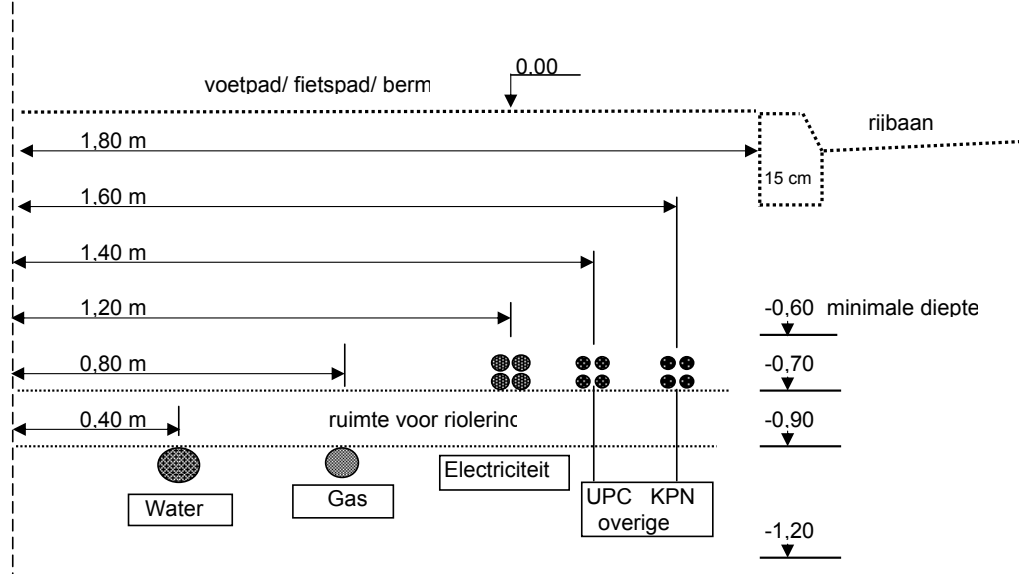 0.00
voetpad/ fietspad/ berm
rijbaan
1,80 m
15 cm
1,60 m
1,40 m
1,20 m
-0,60 minimale diepte
0,80 m
-0,70
0,40 m
ruimte voor riolering
-0,90
Electriciteit
Water
Gas
UPC KPN
overige
-1,20